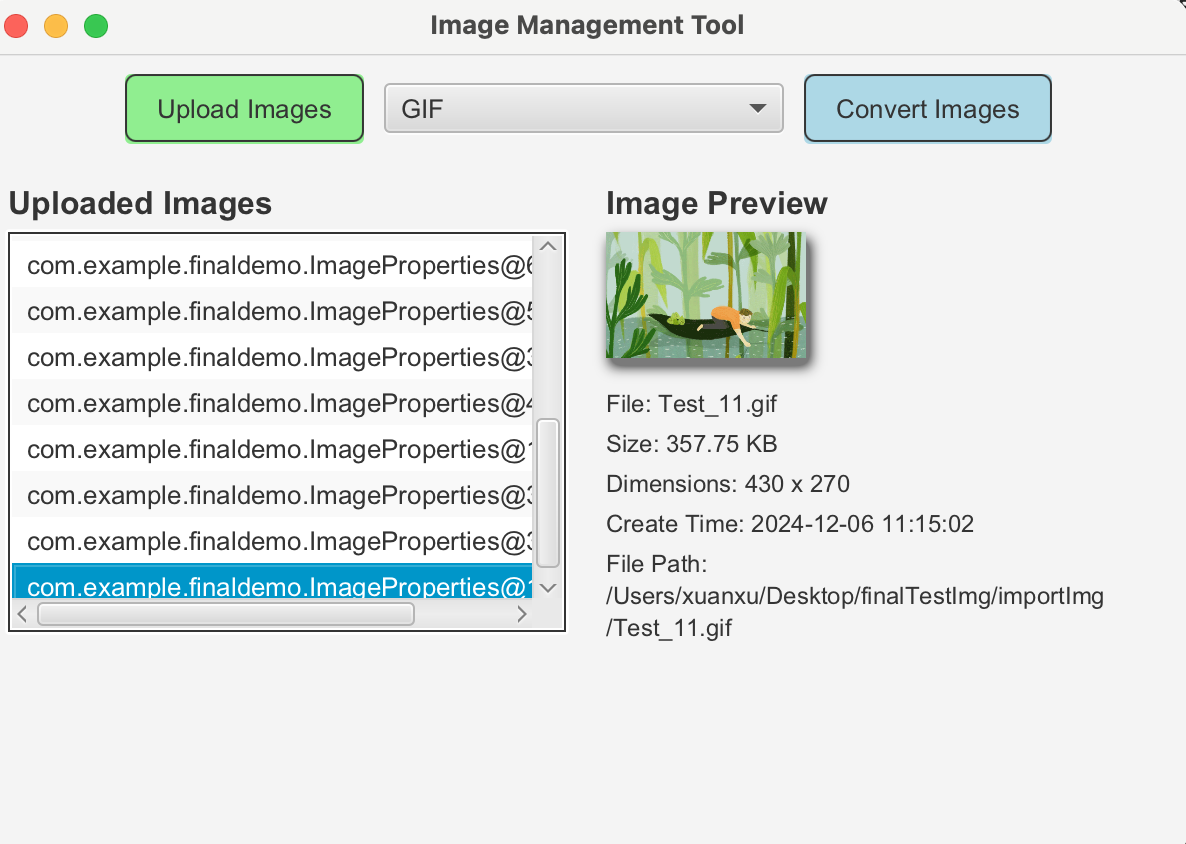 Image Management Tool
Upload Images
GIF
Convert Images
Uploaded Images
com.example.finaldemo.ImageProperties@6
com.example.finaldemo.ImageProperties@5
com.example.finaldemo.ImageProperties@3
com.example.finaldemo.ImageProperties@4
com.example.finaldemo.ImageProperties@1
com.example.finaldemo.ImageProperties@3
com.example.finaldemo.ImageProperties@3
com.example.finaldemo.ImageProperties@1
Image Preview
File: Test_11.gif
Size: 357.75 KB
Dimensions: 430 x 270
Create Time: 2024-12-06 11:15:02
File Path:
/Users/xuanxu/Desktop/finalTestImg/importImg
/Test_11.gif